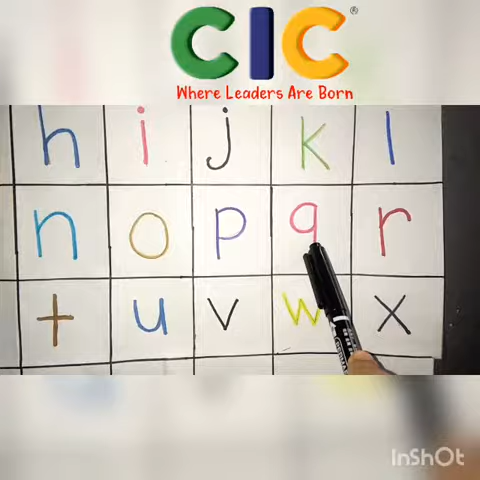 CIC®
Where Leaders Are Born
h i j k l
n o p q r
t u v w x
InShOt